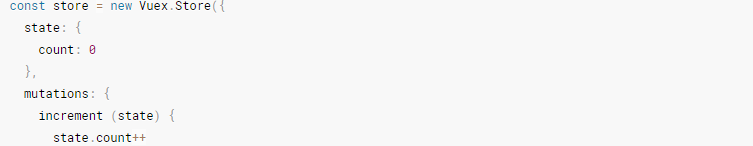 const store = new Vuex.Store({
  state: {
    count: 0
  },
  mutations: {
    increment (state) {
      state.count++